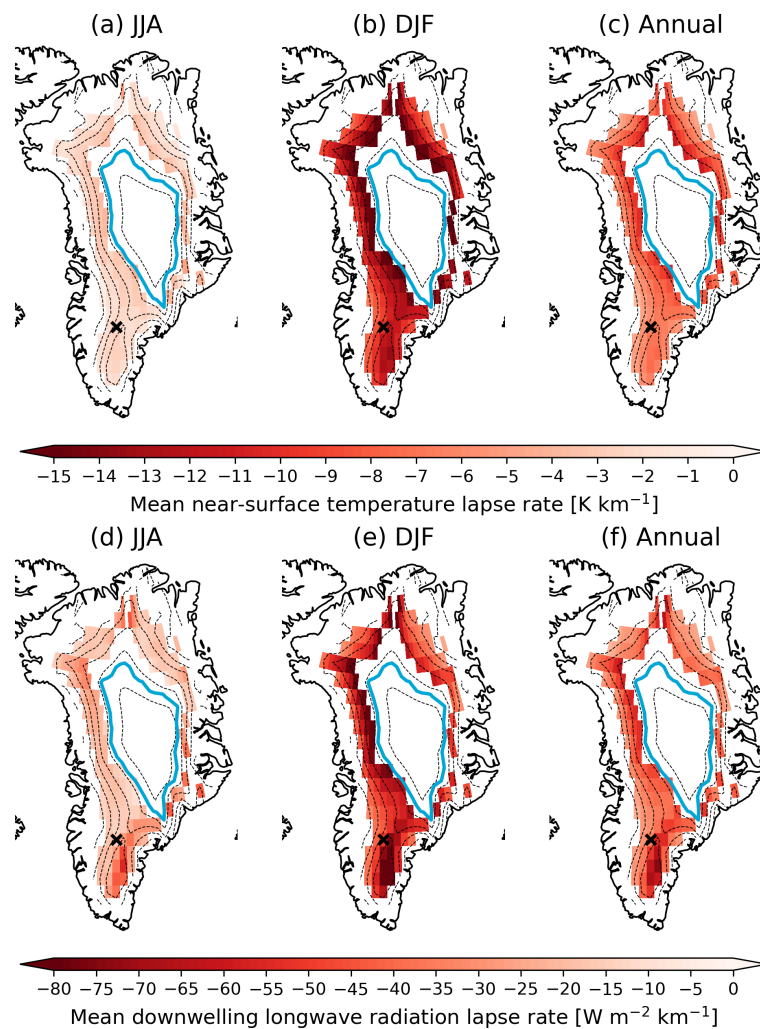 (a) JJA (b) DJF (c) Annual
−15 −14 −13 −12 −11 −10 −9 −8 −7 −6 −5 −4 −3 −2 −1 0
Mean near-surface temperature lapse rate [K km⁻¹]
(d) JJA (e) DJF (f) Annual
−80 −75 −70 −65 −60 −55 −50 −45 −40 −35 −30 −25 −20 −15 −10 −5 0
Mean downwelling longwave radiation lapse rate [W m⁻² km⁻¹]